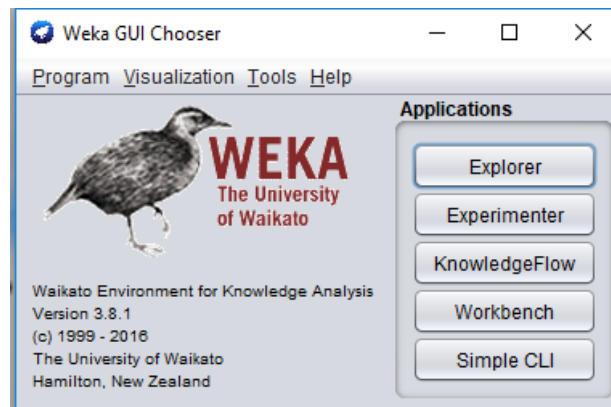 Weka GUI Chooser
Program Visualization Tools Help
Applications
WEKA
The University
of Waikato
Explorer
Experimenter
KnowledgeFlow
Workbench
Simple CLI
Waikato Environment for Knowledge Analysis
Version 3.8.1
(c) 1999 - 2016
The University of Waikato
Hamilton, New Zealand